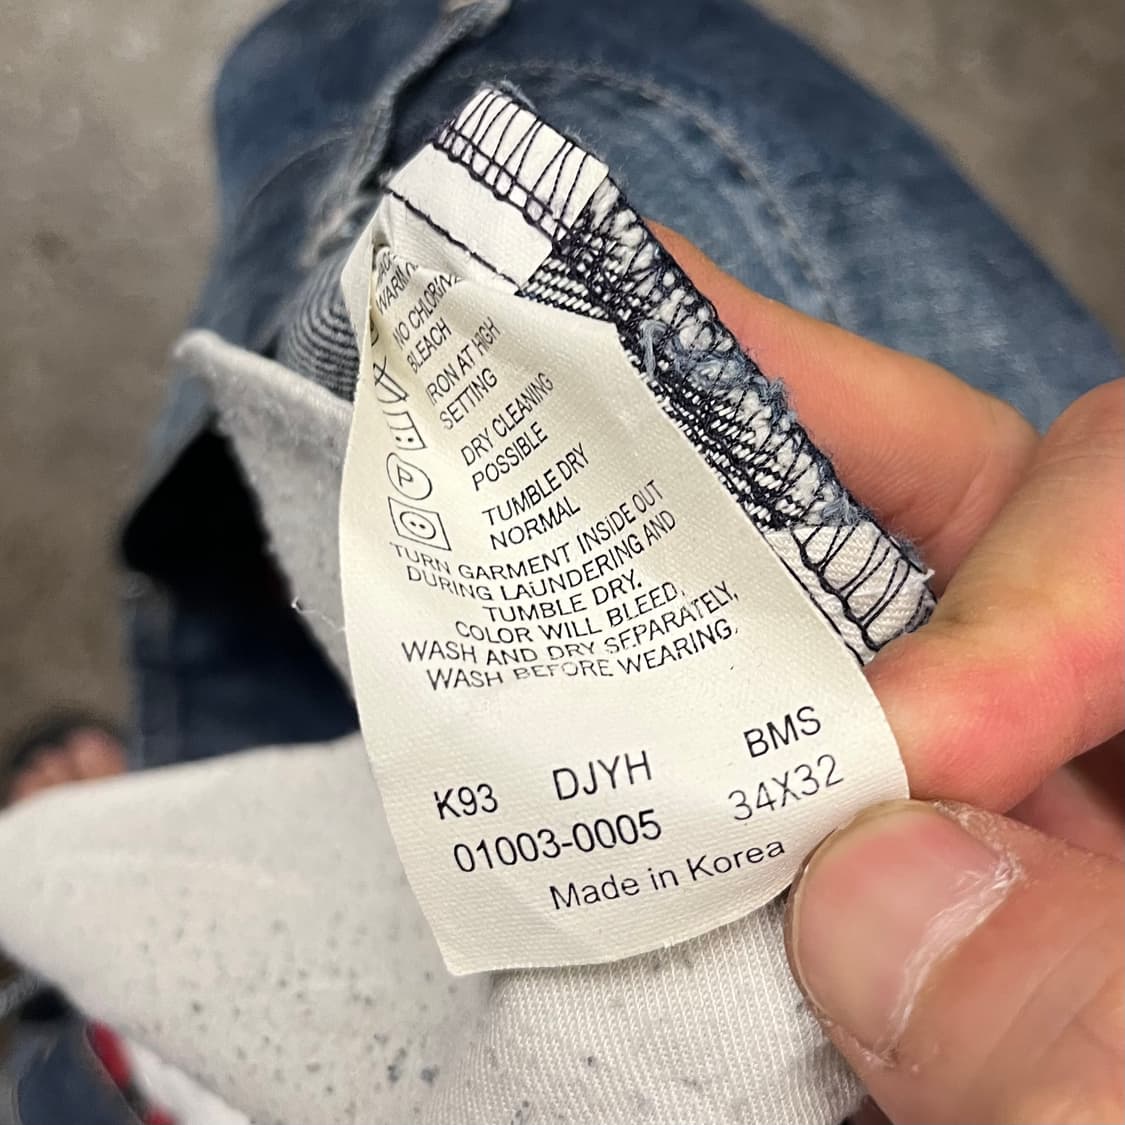 WARM
NO CHLORINE
BLEACH
IRON AT HIGH
SETTING
DRY CLEANING
POSSIBLE
TUMBLE DRY
NORMAL
TURN GARMENT INSIDE OUT
DURING LAUNDERING AND
TUMBLE DRY.
COLOR WILL BLEED,
WASH AND DRY SEPARATELY,
WASH BEFORE WEARING.
K93 DJYH BMS
01003-0005 34X32
Made in Korea